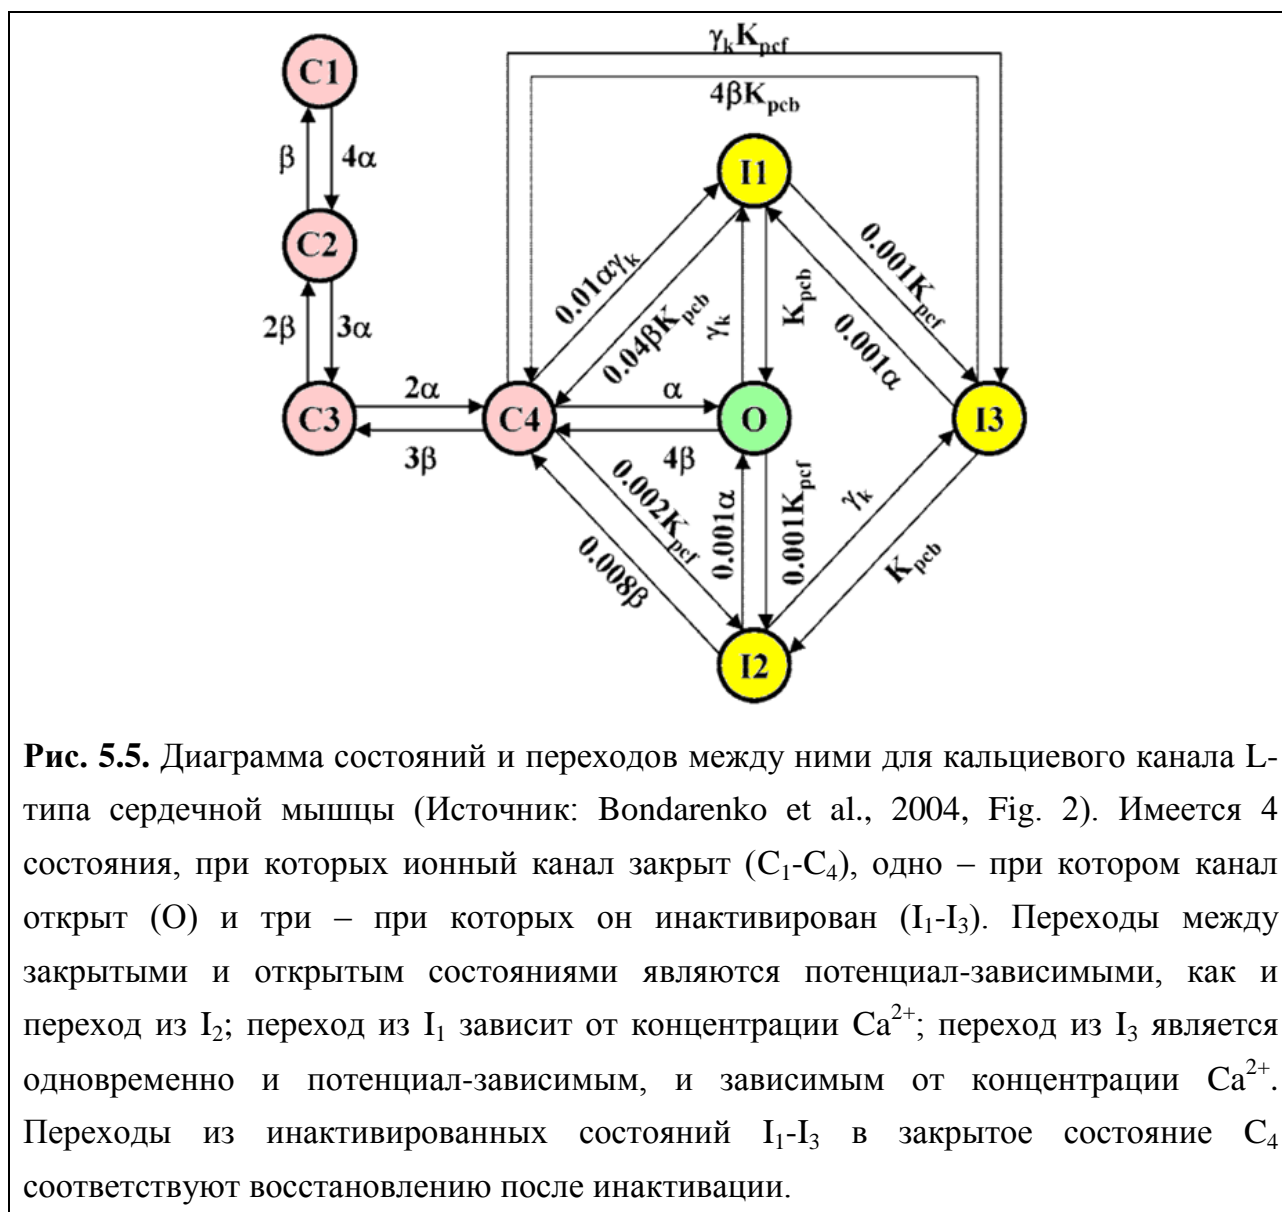 γkKpcf
4βKpcb
C1
β
4α
I1
C2
0.01αγk
0.04βKpcb
γk
Kpcb
0.001Kpcf
0.001α
2β
3α
C3
2α
3β
C4
α
4β
O
I3
0.002Kpcf
0.008β
0.001α
0.001Kpcf
γk
Kpcb
I2
Рис. 5.5. Диаграмма состояний и переходов между ними для кальциевого канала L-
типа сердечной мышцы (Источник: Bondarenko et al., 2004, Fig. 2). Имеется 4
состояния, при которых ионный канал закрыт (C1-C4), одно – при котором канал
открыт (O) и три – при которых он инактивирован (I1-I3). Переходы между
закрытыми и открытым состояниями являются потенциал-зависимыми, как и
переход из I2; переход из I1 зависит от концентрации Ca2+; переход из I3 является
одновременно и потенциал-зависимым, и зависимым от концентрации Ca2+.
Переходы из инактивированных состояний I1-I3 в закрытое состояние C4
соответствуют восстановлению после инактивации.